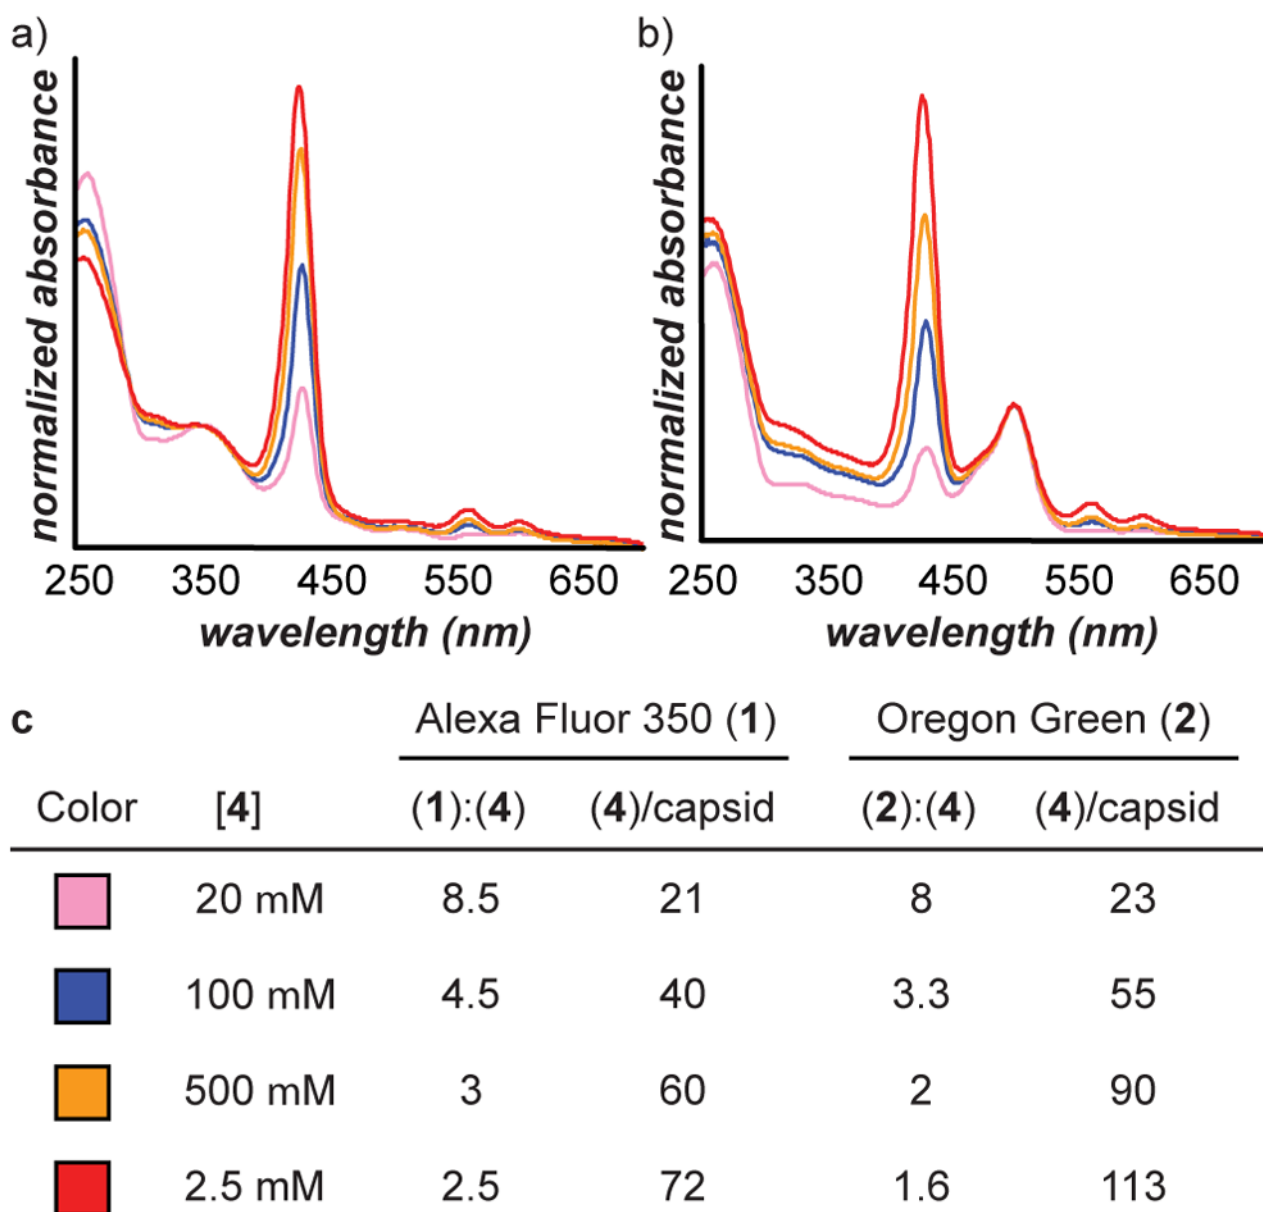 a)
normalized absorbance
250 350 450 550 650
wavelength (nm)
b)
normalized absorbance
250 350 450 550 650
wavelength (nm)
c
Alexa Fluor 350 (1) Oregon Green (2)
Color [4] (1):(4) (4)/capsid (2):(4) (4)/capsid
20 mM 8.5 21 8 23
100 mM 4.5 40 3.3 55
500 mM 3 60 2 90
2.5 mM 2.5 72 1.6 113